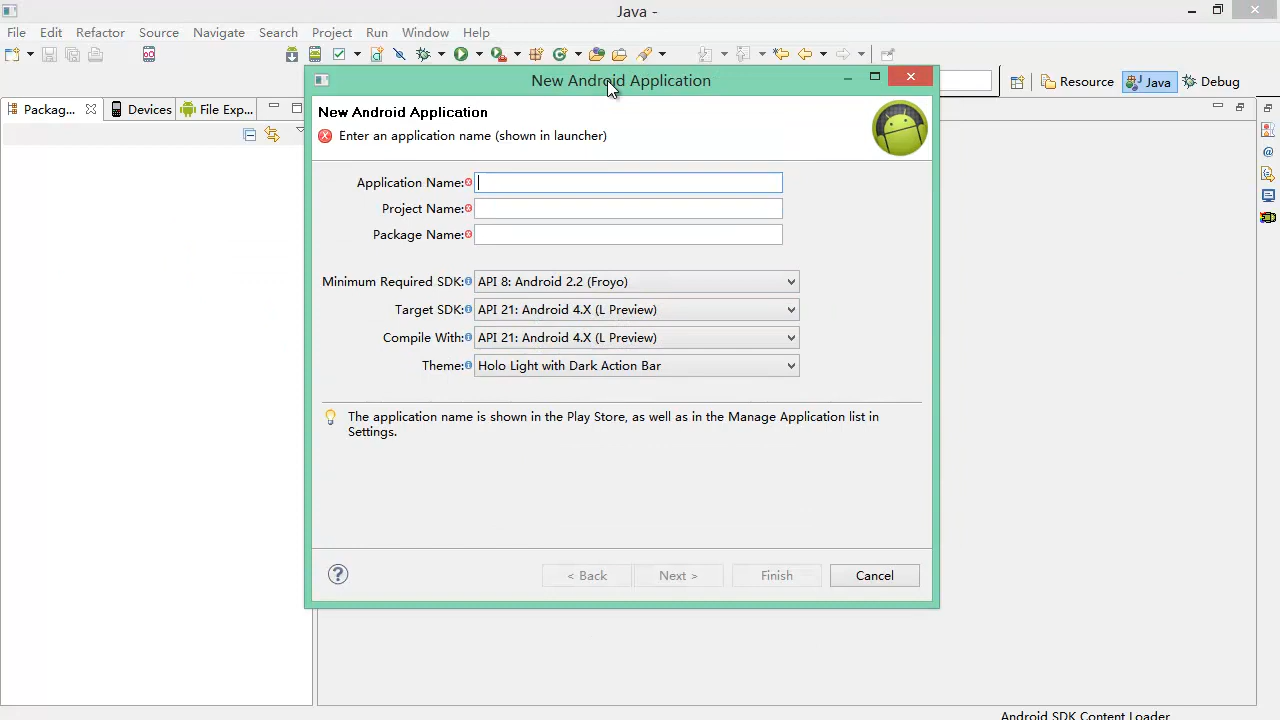 Java -
File Edit Refactor Source Navigate Search Project Run Window Help
Resource Java Debug
Packag... Devices File Exp...
New Android Application
New Android Application
Enter an application name (shown in launcher)
Application Name:
Project Name:
Package Name:
Minimum Required SDK: API 8: Android 2.2 (Froyo)
Target SDK: API 21: Android 4.X (L Preview)
Compile With: API 21: Android 4.X (L Preview)
Theme: Holo Light with Dark Action Bar
The application name is shown in the Play Store, as well as in the Manage Application list in
Settings.
< Back Next > Finish Cancel
Android SDK Content Loader